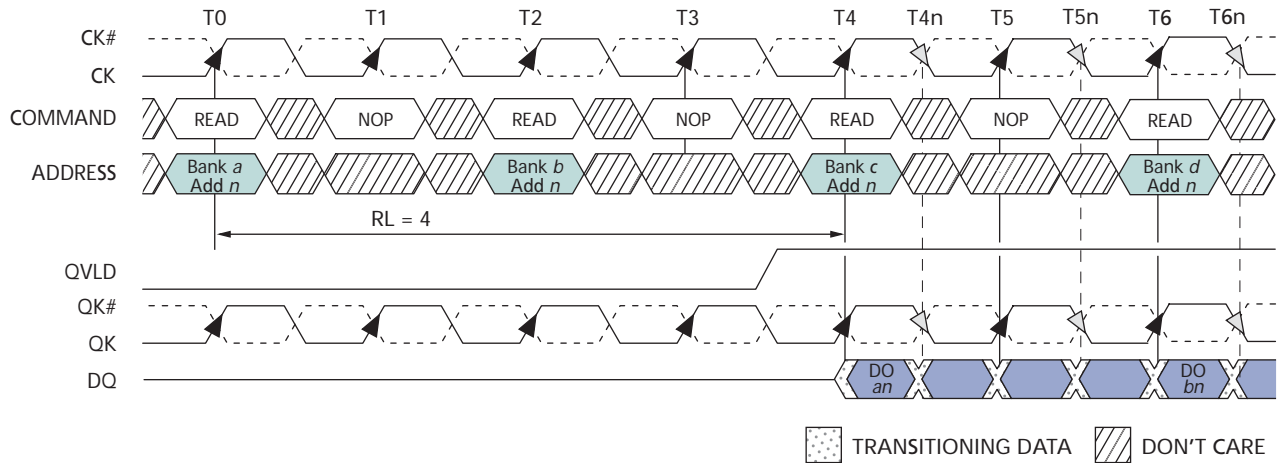 T0 T1 T2 T3 T4 T4n T5 T5n T6 T6n
CK#
CK
COMMAND READ NOP READ NOP READ NOP READ
ADDRESS Bank a Add n Bank b Add n Bank c Add n Bank d Add n
RL = 4
QVLD
QK#
QK
DQ DO an DO bn
TRANSITIONING DATA DON'T CARE